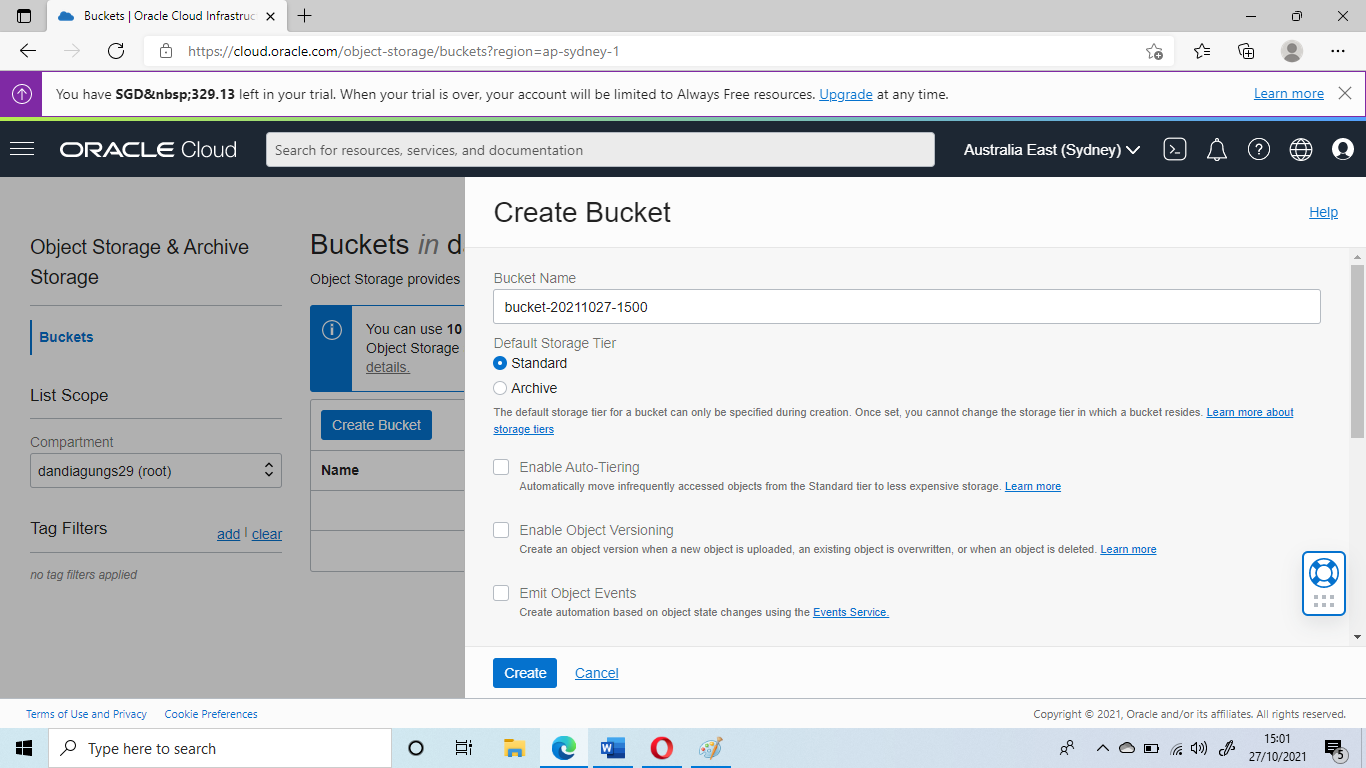 Buckets | Oracle Cloud Infrastruc
https://cloud.oracle.com/object-storage/buckets?region=ap-sydney-1
You have SGD&nbsp;329.13 left in your trial. When your trial is over, your account will be limited to Always Free resources. Upgrade at any time.
Learn more
ORACLE Cloud
Search for resources, services, and documentation
Australia East (Sydney)
Object Storage & Archive
Storage
Buckets
List Scope
Compartment
dandiagungs29 (root)
Tag Filters
add | clear
no tag filters applied
Buckets in d
Object Storage provides
You can use 10
Object Storage
details.
Create Bucket
Name
Create Bucket
Help
Bucket Name
bucket-20211027-1500
Default Storage Tier
Standard
Archive
The default storage tier for a bucket can only be specified during creation. Once set, you cannot change the storage tier in which a bucket resides. Learn more about
storage tiers
Enable Auto-Tiering
Automatically move infrequently accessed objects from the Standard tier to less expensive storage. Learn more
Enable Object Versioning
Create an object version when a new object is uploaded, an existing object is overwritten, or when an object is deleted. Learn more
Emit Object Events
Create automation based on object state changes using the Events Service.
Create
Cancel
Terms of Use and Privacy
Cookie Preferences
Copyright © 2021, Oracle and/or its affiliates. All rights reserved.
Type here to search
15:01
27/10/2021
5